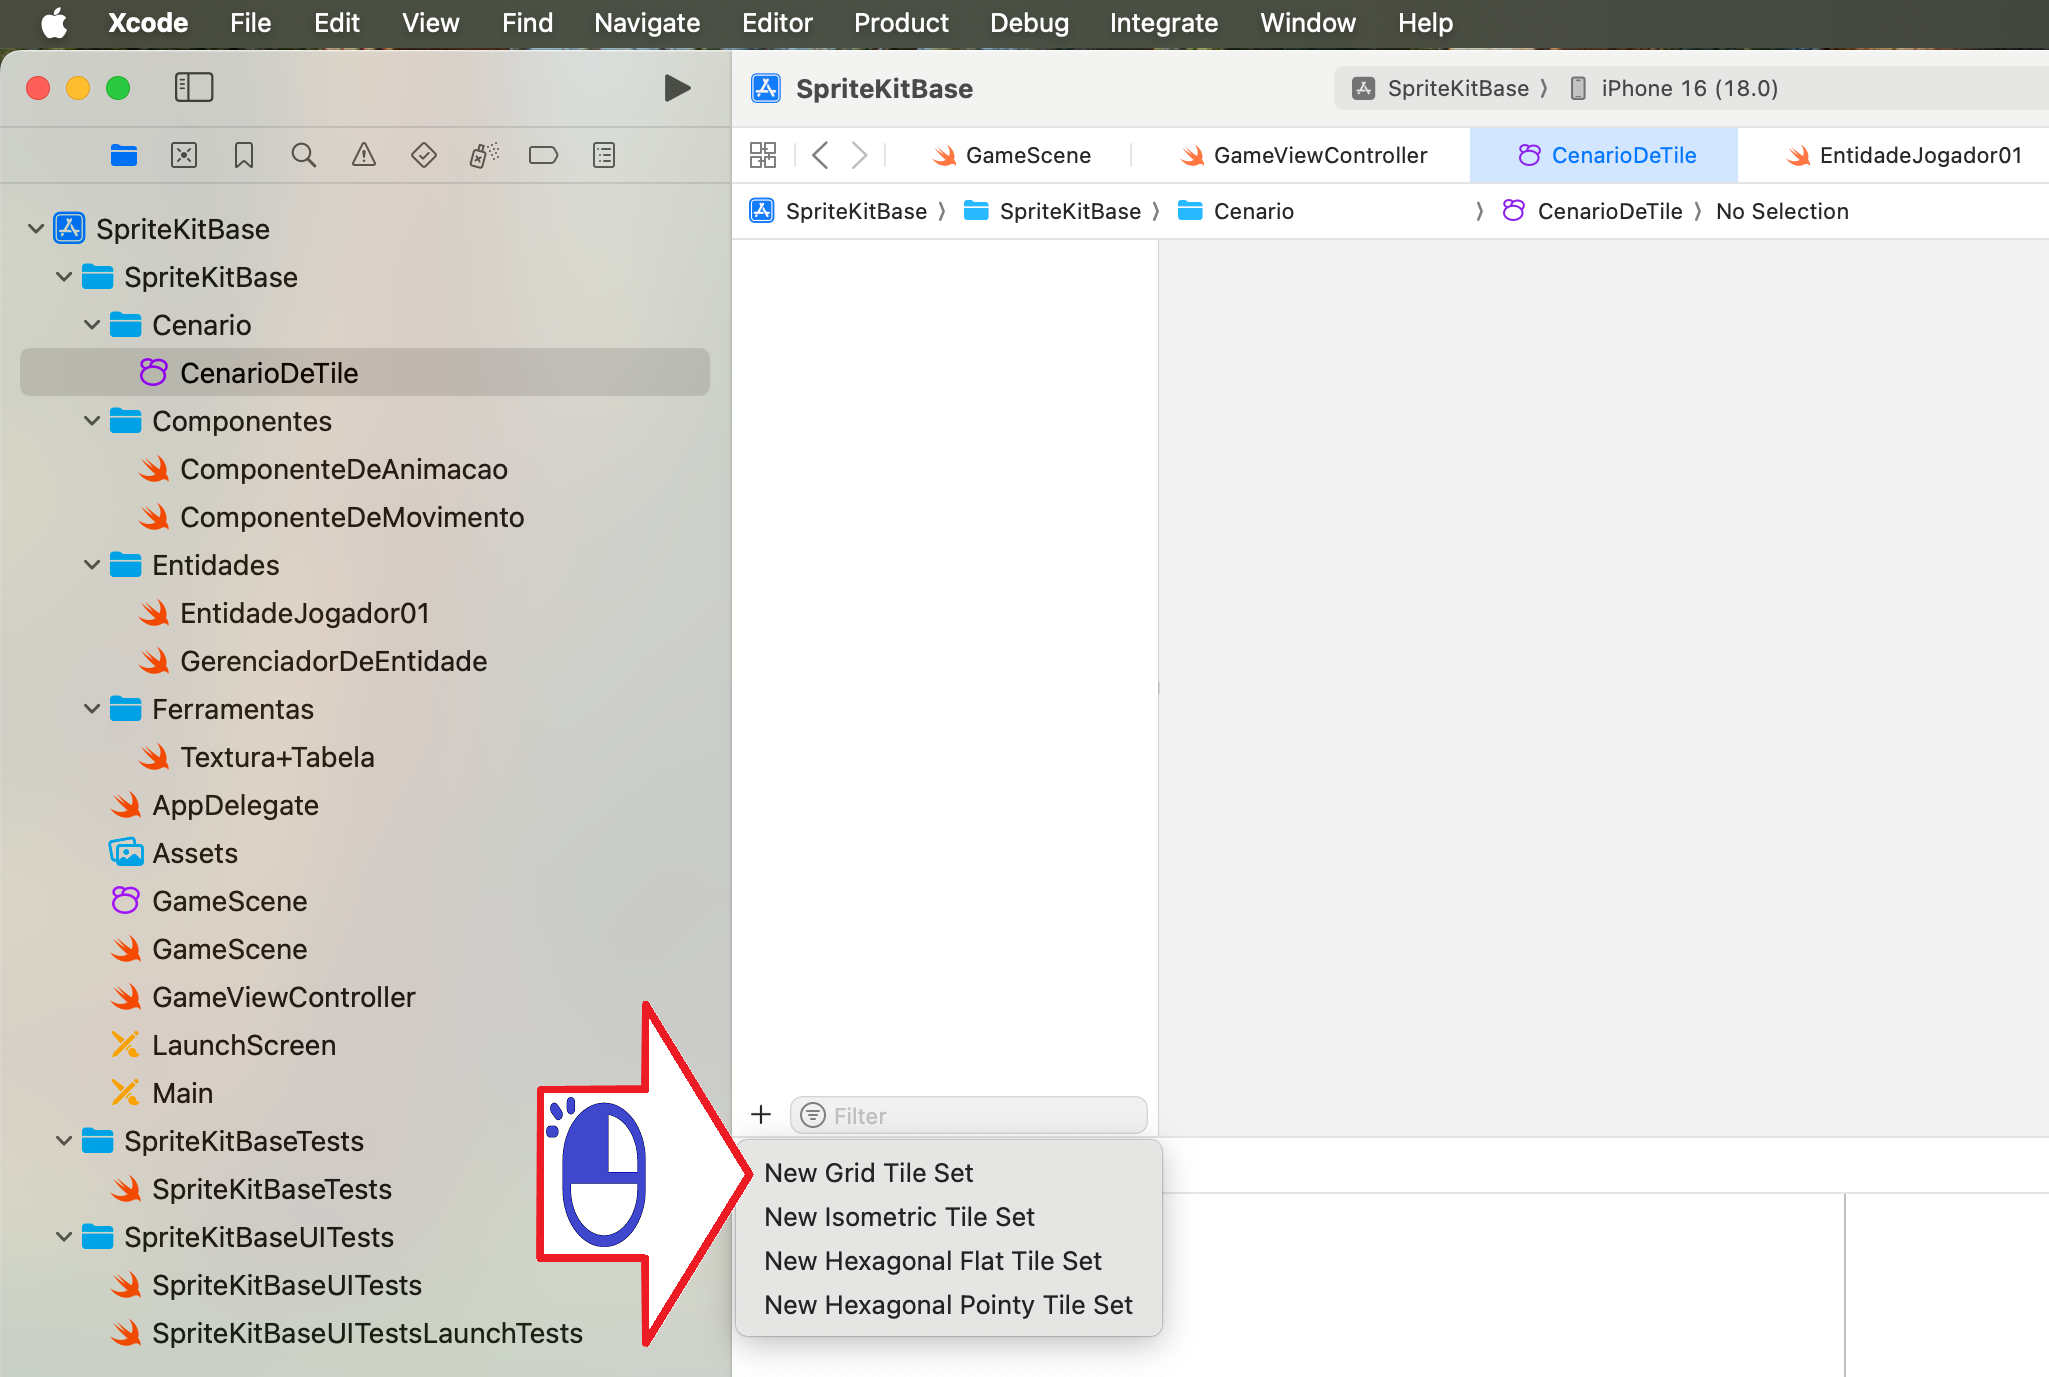 Xcode File Edit View Find Navigate Editor Product Debug Integrate Window Help
SpriteKitBase
SpriteKitBase 〉 iPhone 16 (18.0)
GameScene
GameViewController
CenarioDeTile
EntidadeJogador01
SpriteKitBase 〉 SpriteKitBase 〉 Cenario 〉 CenarioDeTile 〉 No Selection
SpriteKitBase
SpriteKitBase
Cenario
CenarioDeTile
Componentes
ComponenteDeAnimacao
ComponenteDeMovimento
Entidades
EntidadeJogador01
GerenciadorDeEntidade
Ferramentas
Textura+Tabela
AppDelegate
Assets
GameScene
GameScene
GameViewController
LaunchScreen
Main
SpriteKitBaseTests
SpriteKitBaseTests
SpriteKitBaseUITests
SpriteKitBaseUITests
SpriteKitBaseUITestsLaunchTests
Filter
New Grid Tile Set
New Isometric Tile Set
New Hexagonal Flat Tile Set
New Hexagonal Pointy Tile Set